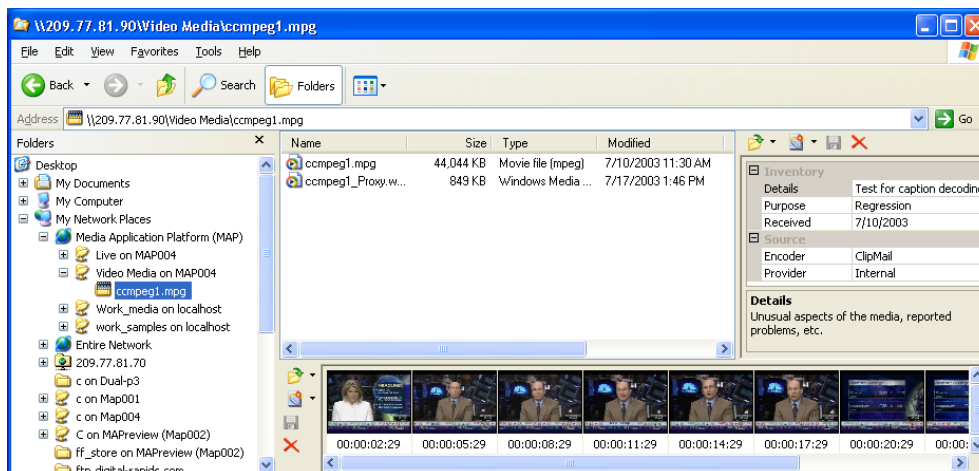 \\209.77.81.90\Video Media\ccmpeg1.mpg
File Edit View Favorites Tools Help
Back Search Folders
Address \\209.77.81.90\Video Media\ccmpeg1.mpg Go
Folders
Desktop
My Documents
My Computer
My Network Places
Media Application Platform (MAP)
Live on MAP004
Video Media on MAP004
ccmpeg1.mpg
Work_media on localhost
work_samples on localhost
Entire Network
209.77.81.70
c on Dual-p3
c on Map001
c on Map004
C on MAPreview (Map002)
ff_store on MAPreview (Map002)
ftp.digital-rapids.com
Name Size Type Modified
ccmpeg1.mpg 44,044 KB Movie file (mpeg) 7/10/2003 11:30 AM
ccmpeg1_Proxy.w... 849 KB Windows Media ... 7/17/2003 1:46 PM
Inventory
Details Test for caption decoding
Purpose Regression
Received 7/10/2003
Source
Encoder ClipMail
Provider Internal
Details
Unusual aspects of the media, reported
problems, etc.
HEADLINES
00:00:02:29 00:00:05:29 00:00:08:29 00:00:11:29 00:00:14:29 00:00:17:29 00:00:20:29 00:00: